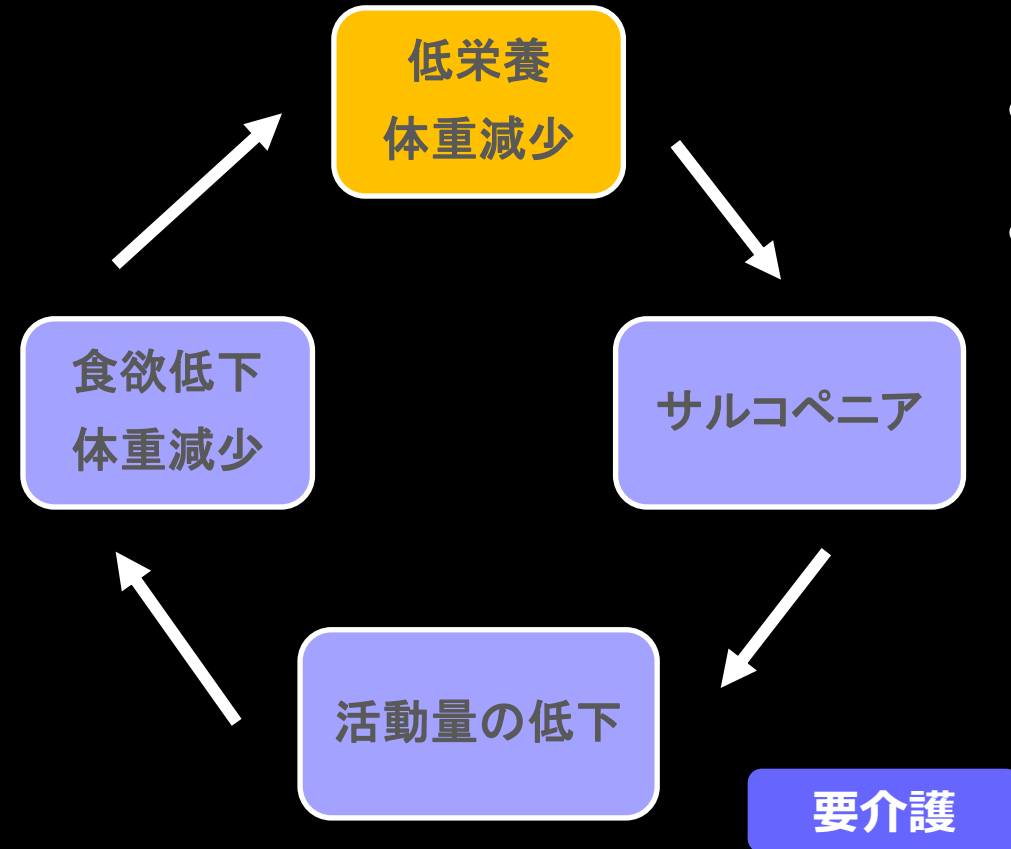 低栄養
体重減少
食欲低下
体重減少
サルコペニア
活動量の低下
要介護